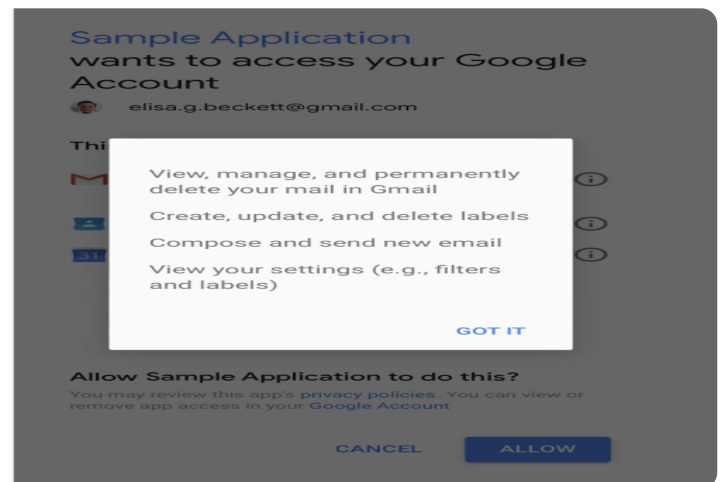 Sample Application
wants to access your Google
Account
elisa.g.beckett@gmail.com
Thi
View, manage, and permanently
delete your mail in Gmail
Create, update, and delete labels
Compose and send new email
View your settings (e.g., filters
and labels)
31
GOT IT
Allow Sample Application to do this?
You may review this app's privacy policies. You can view or
remove app access in your Google Account
CANCEL ALLOW